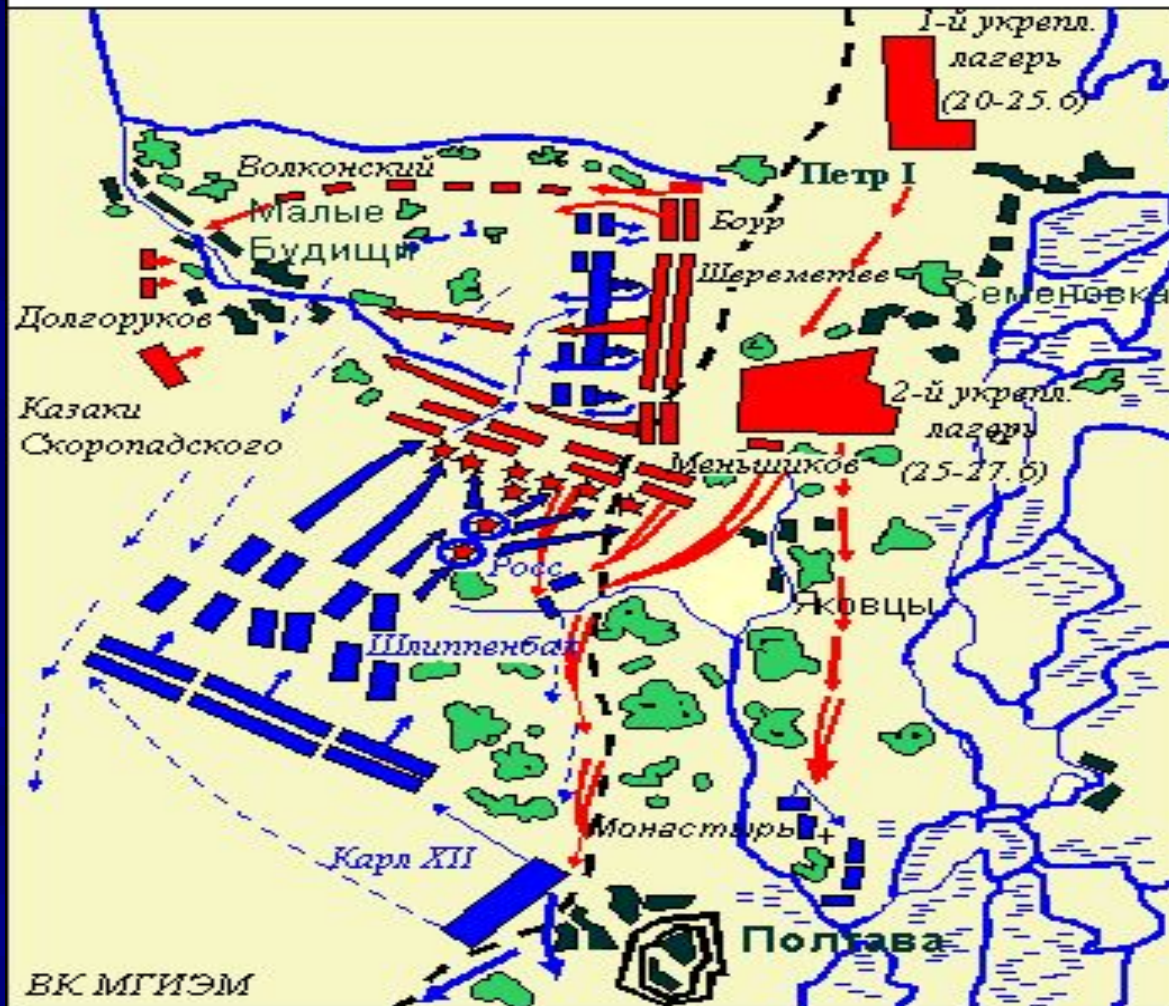 1-й укрепл.
лагерь
(20-25.6)
Волконский
Петр I
Малые
Будищи
Боур
Шереметев
Семеновка
Долгоруков
2-й укрепл.
лагерь
(25-27.6)
Казаки
Скоропадского
Меньшиков
Росс
Яковцы
Шлиппенбах
Монастырь
Карл XII
Полтава
ВК МГИЭМ